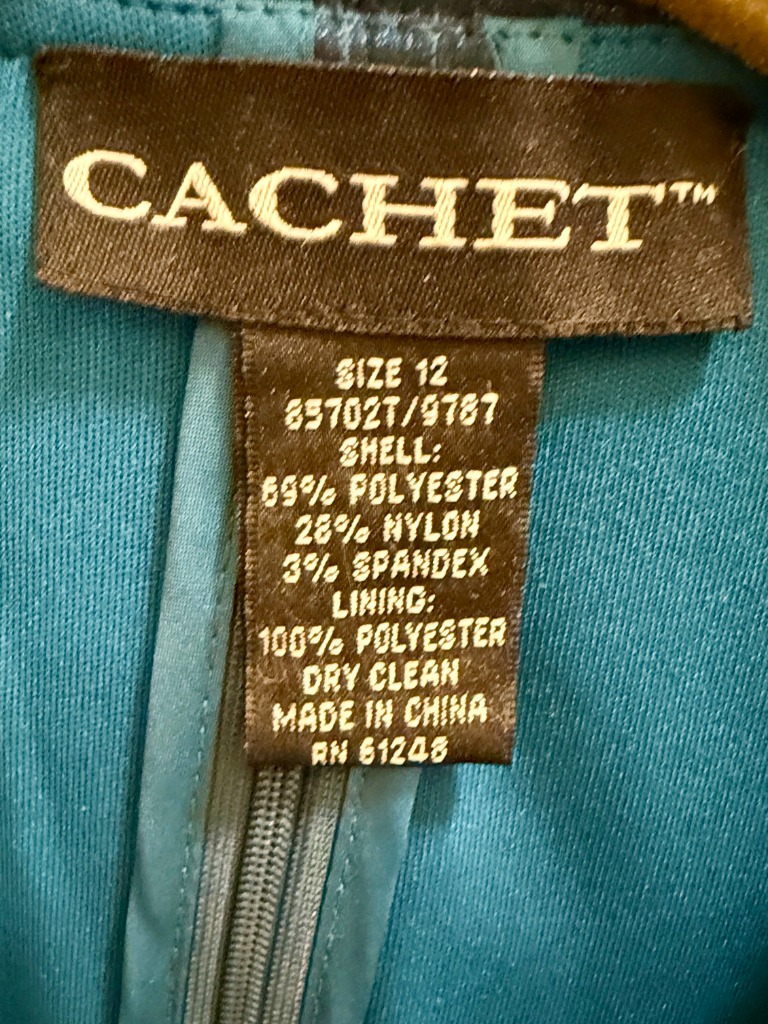 CACHET™
SIZE 12
85702T/9787
SHELL:
69% POLYESTER
28% NYLON
3% SPANDEX
LINING:
100% POLYESTER
DRY CLEAN
MADE IN CHINA
RN 61248